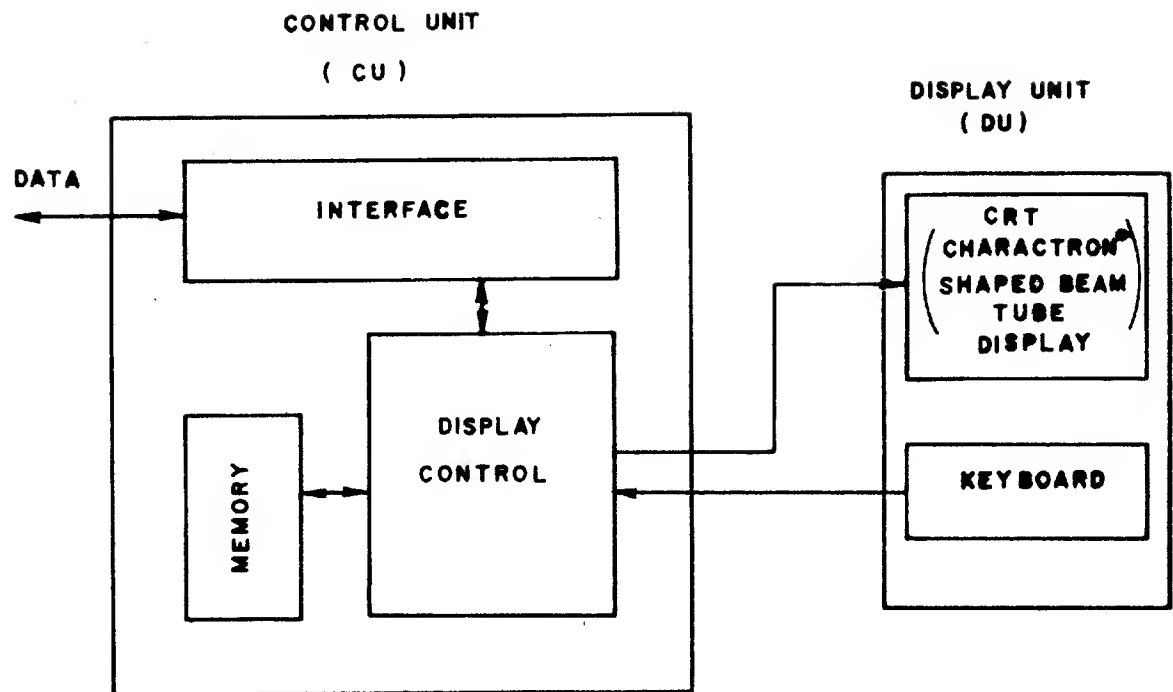 CONTROL UNIT
( CU )
DISPLAY UNIT
( DU )
DATA
INTERFACE
CRT
CHARACTRON
SHAPED BEAM
TUBE
DISPLAY
DISPLAY
CONTROL
MEMORY
KEYBOARD